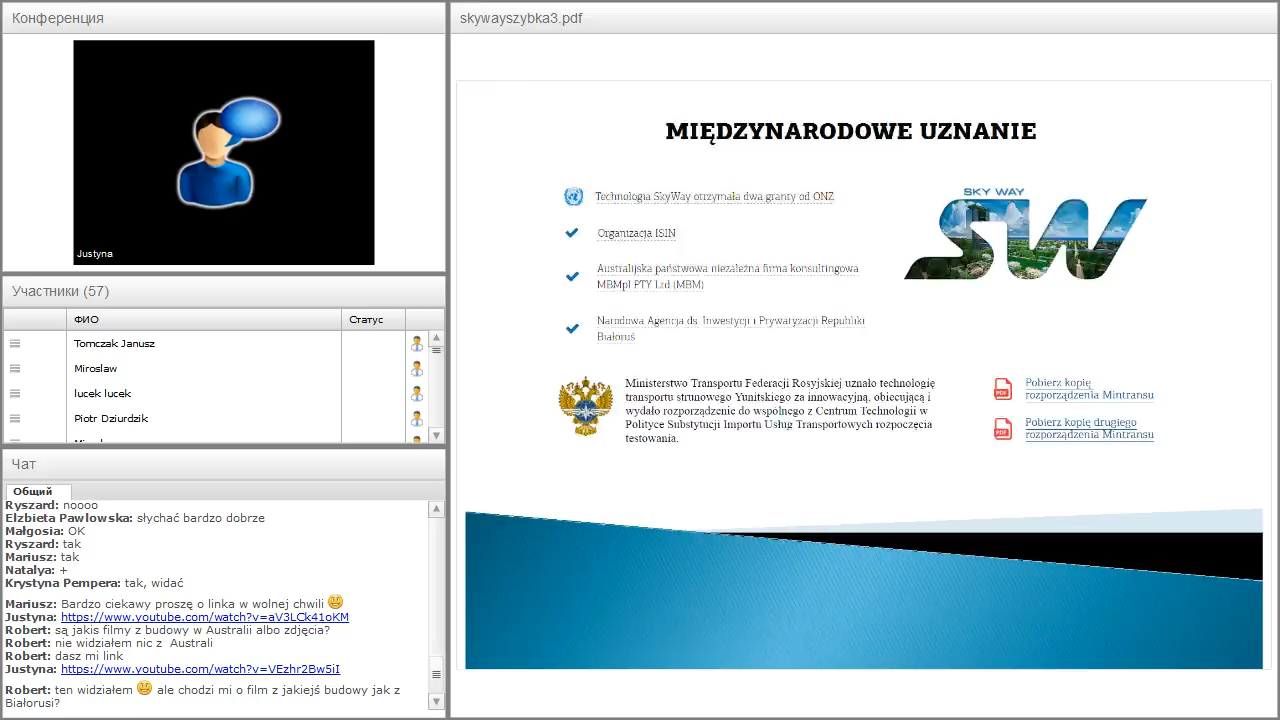 Конференция
Justyna
Участники (57)
ФИО
Статус
Tomczak Janusz
Miroslaw
lucek lucek
Piotr Dziurdzik
Чат
Общий
Ryszard: noooo
Elzbieta Pawlowska: słychać bardzo dobrze
Małgosia: OK
Ryszard: tak
Mariusz: tak
Natalya: +
Krystyna Pempera: tak, widać
Mariusz: Bardzo ciekawy proszę o linka w wolnej chwili
Justyna: https://www.youtube.com/watch?v=aV3LCk41oKM
Robert: są jakis filmy z budowy w Australii albo zdjęcia?
Robert: nie widziałem nic z Australi
Robert: dasz mi link
Justyna: https://www.youtube.com/watch?v=VEzhr2Bw5iI
Robert: ten widziałem ale chodzi mi o film z jakiejś budowy jak z
Białorusi?
skywayszybka3.pdf
MIĘDZYNARODOWE UZNANIE
Technologia SkyWay otrzymała dwa granty od ONZ
Organizacja ISIN
Australijska państwowa niezależna firma konsultingowa
MBMpl PTY Ltd (MBM)
Narodowa Agencja ds. Inwestycji i Prywatyzacji Republiki
Białoruś
SKY WAY
SW
Ministerstwo Transportu Federacji Rosyjskiej uznało technologię
transportu strunowego Yunitskiego za innowacyjną, obiecującą i
wydało rozporządzenie do wspólnego z Centrum Technologii w
Polityce Substytucji Importu Usług Transportowych rozpoczęcia
testowania.
PDF
Pobierz kopię
rozporządzenia Mintransu
PDF
Pobierz kopię drugiego
rozporządzenia Mintransu